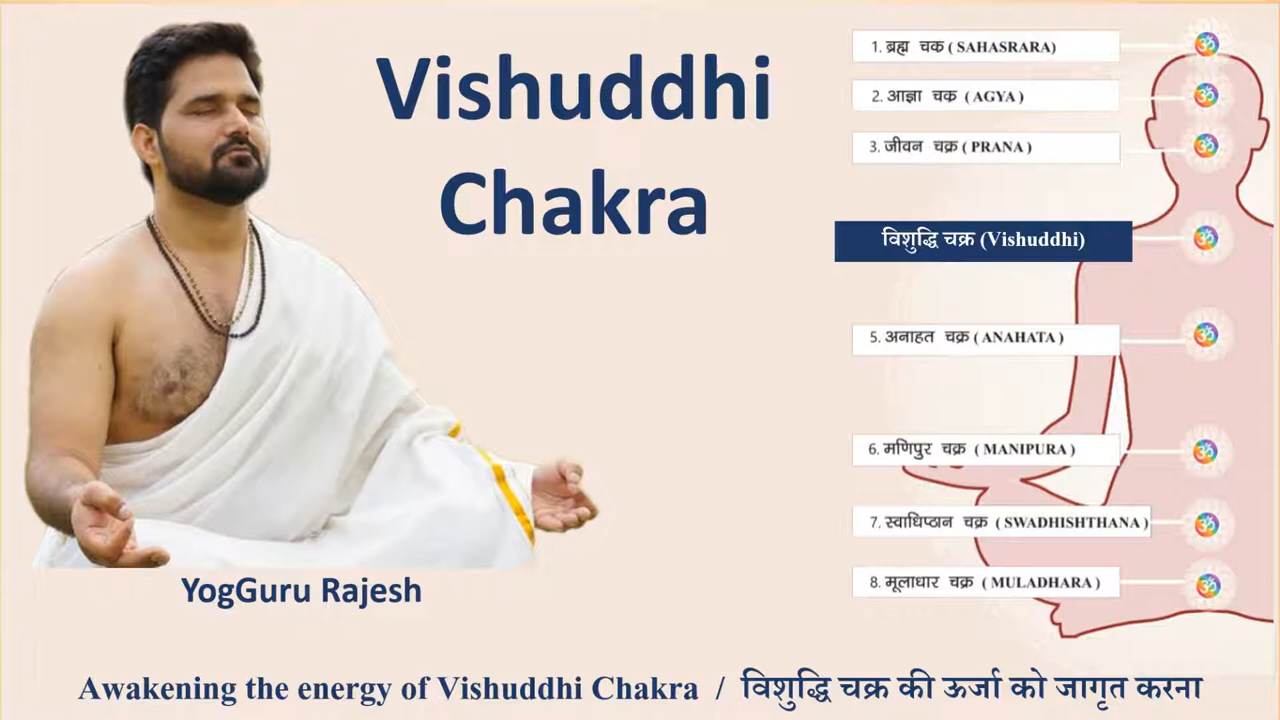 Vishuddhi
Chakra
1. ब्रह्म चक ( SAHASRARA)
2. आज्ञा चक ( AGYA )
3. जीवन चक्र ( PRANA )
विशुद्धि चक्र (Vishuddhi)
5. अनाहत चक्र ( ANAHATA )
6. मणिपुर चक्र ( MANIPURA )
7. स्वाधिष्ठान चक्र ( SWADHISHTHANA )
8. मूलाधार चक्र ( MULADHARA )
YogGuru Rajesh
Awakening the energy of Vishuddhi Chakra / विशुद्धि चक्र की ऊर्जा को जागृत करना